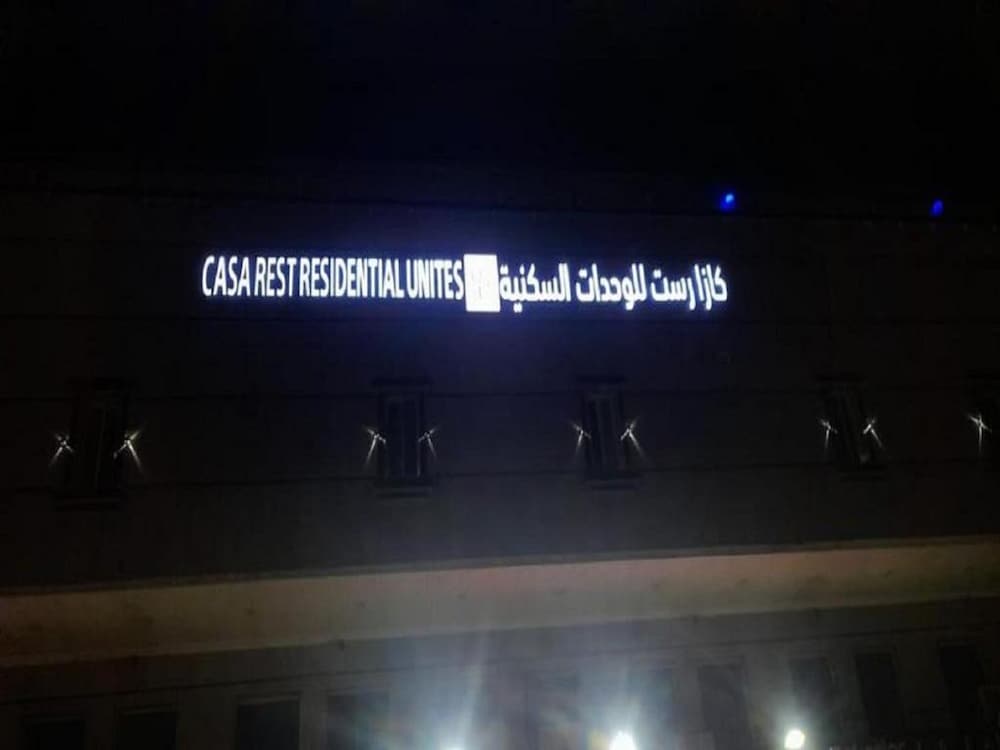 CASA REST RESIDENTIAL UNITES كازا رست للوحدات السكنية